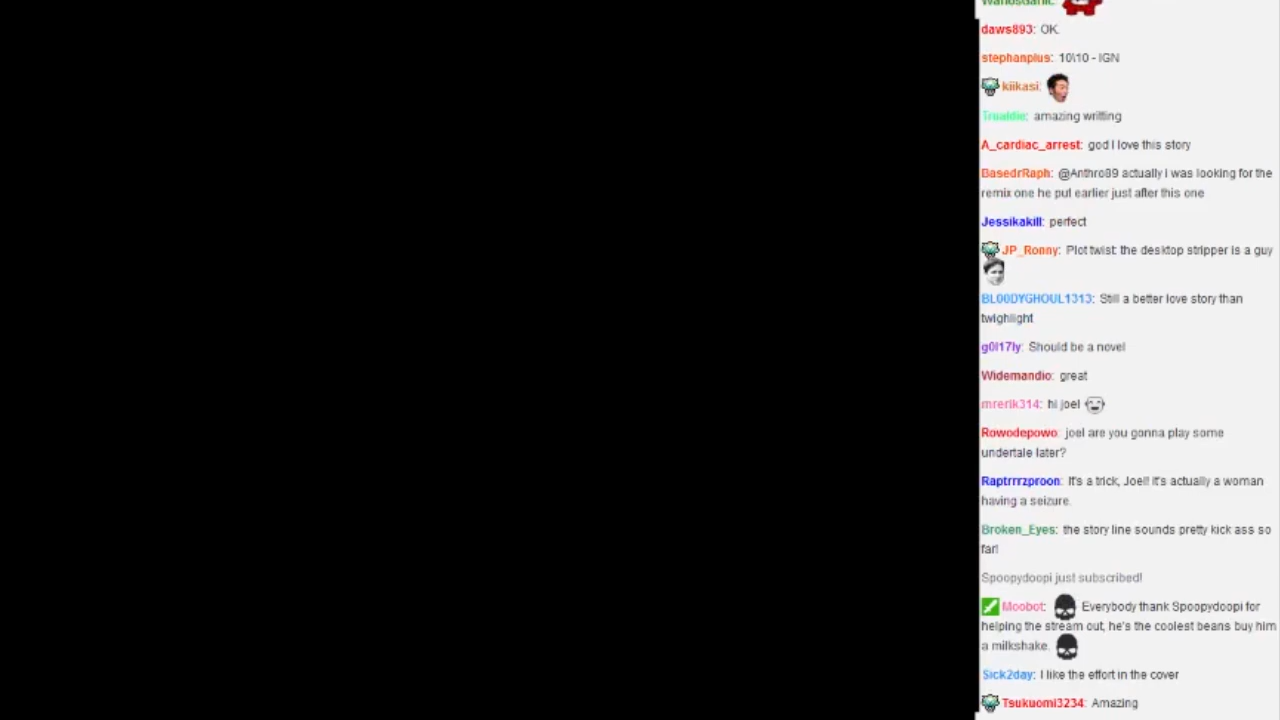 WariosGarlic:
daws893: OK.
stephanplus: 10\10 - IGN
kiikasi:
amazing writting
A_cardiac_arrest: god I love this story
BasedrRaph: @Anthro89 actually i was looking for the
remix one he put earlier just after this one
Jessikakill: perfect
JP_Ronny: Plot twist: the desktop stripper is a guy
BL00DYGHOUL1313: Still a better love story than
twighlight
g0l17ly: Should be a novel
Widemandio: great
mrerik314: hi joel
Rowodepowo: joel are you gonna play some
undertale later?
Raptrrrzproon: It's a trick, Joel! It's actually a woman
having a seizure.
Broken_Eyes: the story line sounds pretty kick ass so
far!
Spoopydoopi just subscribed!
Moobot: Everybody thank Spoopydoopi for
helping the stream out, he's the coolest beans buy him
a milkshake.
Sick2day: I like the effort in the cover
Tsukuomi3234: Amazing